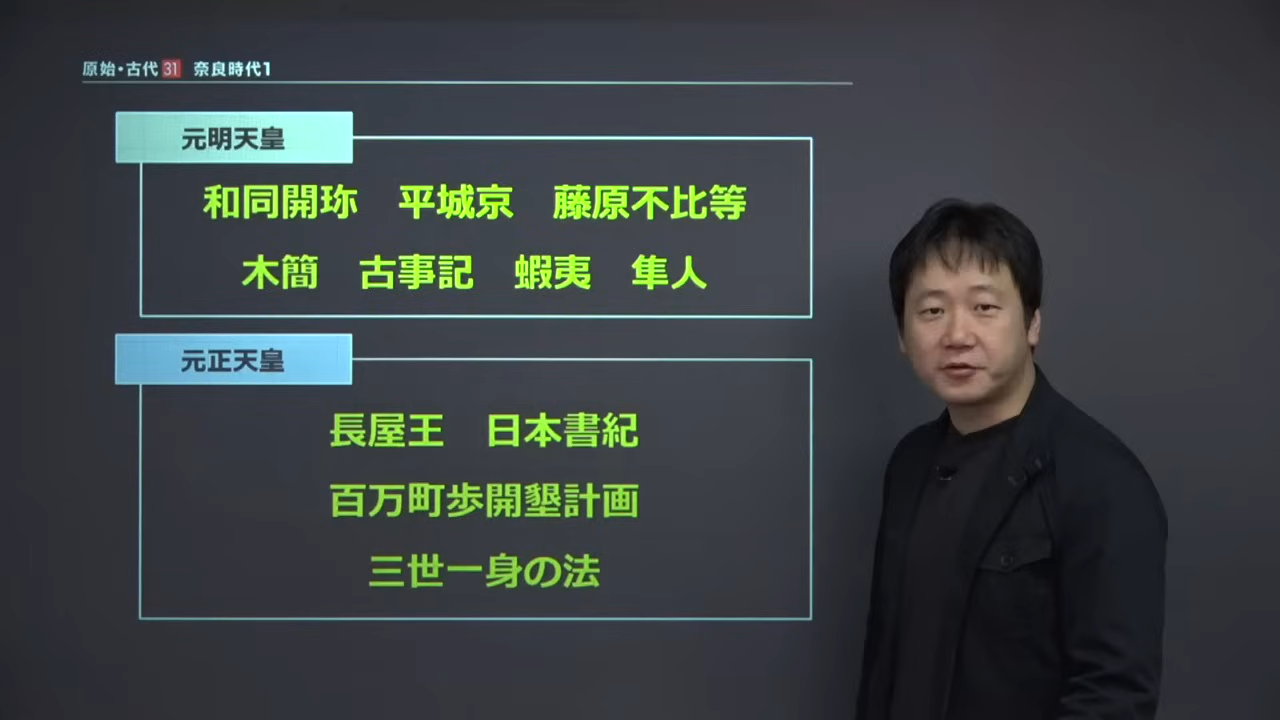 原始・古代31 奈良時代1
元明天皇
和同開珎 平城京 藤原不比等
木簡 古事記 蝦夷 隼人
元正天皇
長屋王 日本書紀
百万町歩開墾計画
三世一身の法